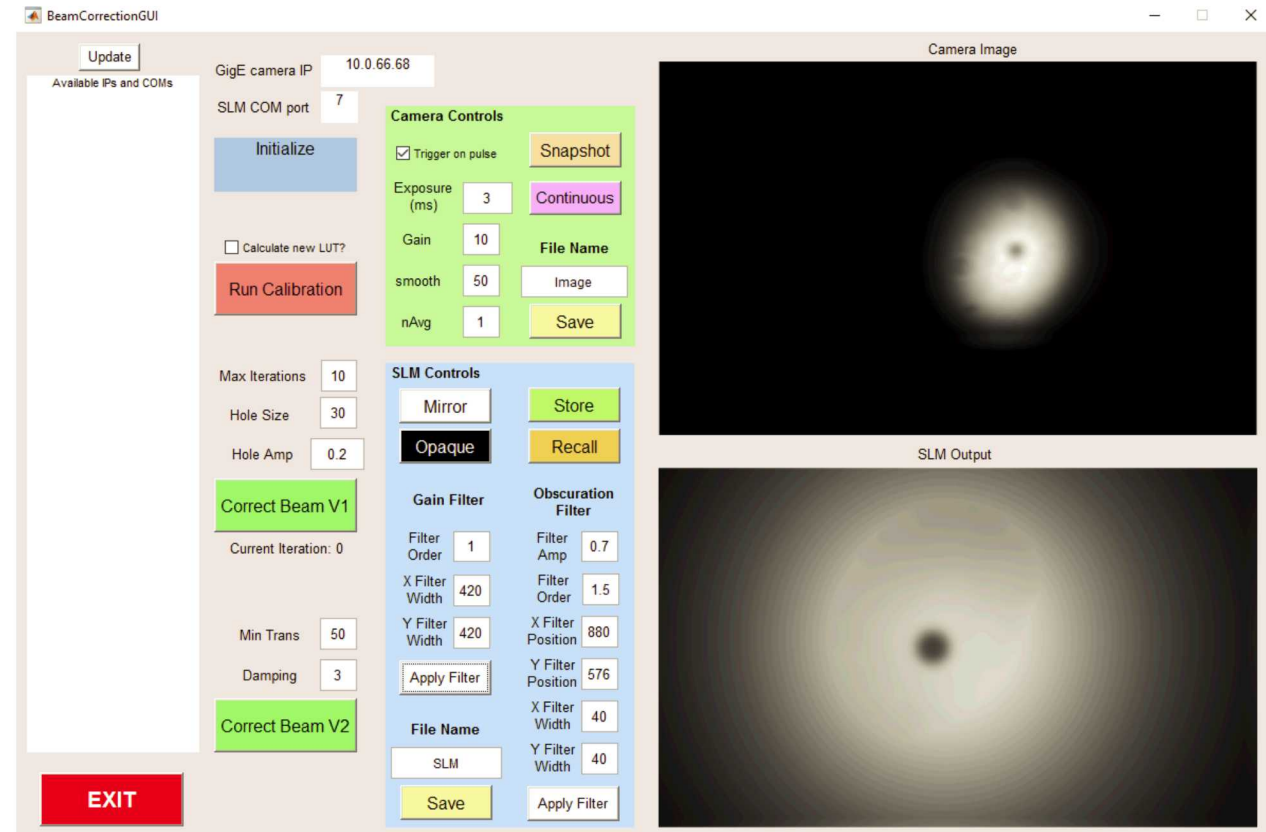 BeamCorrectionGUI
Update
Available IPs and COMs
GigE camera IP 10.0.66.68
SLM COM port 7
Initialize
Calculate new LUT?
Run Calibration
Max Iterations 10
Hole Size 30
Hole Amp 0.2
Correct Beam V1
Current Iteration: 0
Min Trans 50
Damping 3
Correct Beam V2
EXIT
Camera Controls
Trigger on pulse
Snapshot
Exposure
(ms) 3
Continuous
Gain 10
File Name
smooth 50
Image
nAvg 1
Save
SLM Controls
Mirror
Store
Opaque
Recall
Gain Filter
Filter
Order 1
X Filter
Width 420
Y Filter
Width 420
Apply Filter
File Name
SLM
Save
Obscuration
Filter
Filter
Amp 0.7
Filter
Order 1.5
X Filter
Position 880
Y Filter
Position 576
X Filter
Width 40
Y Filter
Width 40
Apply Filter
Camera Image
SLM Output